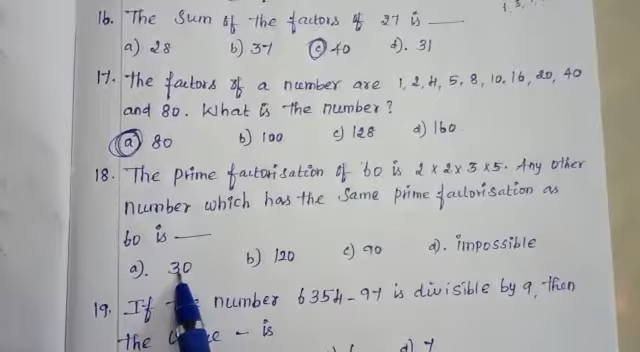 1, 3,
16. The Sum of the factors of 27 is ___
a) 28 b) 37 c) 40 d). 31
17. The factors of a number are 1, 2, 4, 5, 8, 10, 16, 20, 40
and 80. What is the number?
a) 80 b) 100 c) 128 d) 160
18. The prime factorisation of 60 is 2 x 2 x 3 x 5. Any other
number which has the same prime factorisation as
60 is ___
a). 30 b) 120 c) 90 d). impossible
19. If number 6354-97 is divisible by 9, then
the - is
d) 7